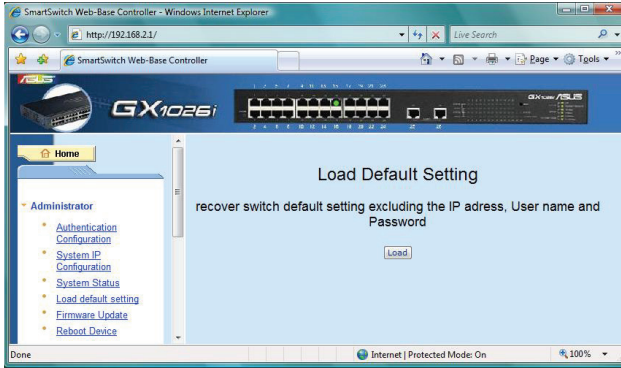 SmartSwitch Web-Base Controller - Windows Internet Explorer
http://192.168.2.1/
Live Search
SmartSwitch Web-Base Controller
Page
Tools
ASUS
GX1026i
ASUS
Home
Load Default Setting
recover switch default setting excluding the IP adress, User name and
Password
Load
Administrator
Authentication
Configuration
System IP
Configuration
System Status
Load default setting
Firmware Update
Reboot Device
Done
Internet | Protected Mode: On
100%